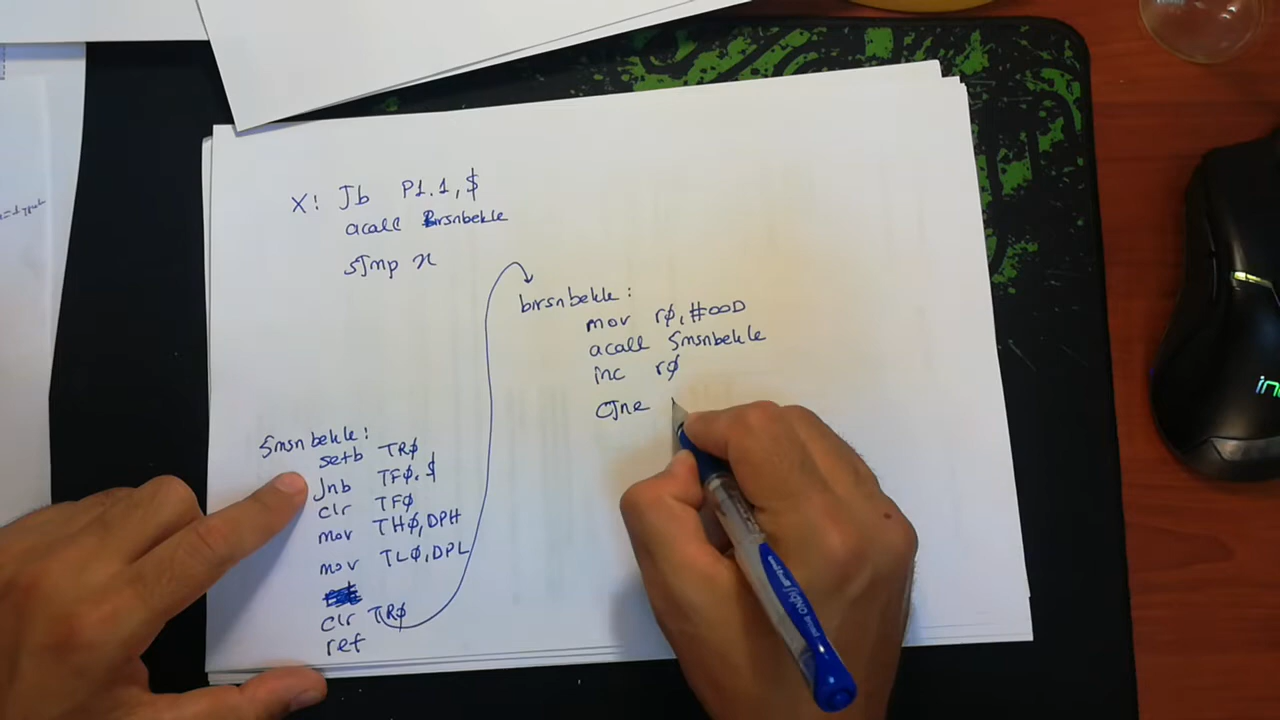 X: Jb P1.1,$
acall birsnbekle
sjmp x
birsnbekle:
mov r0,#00D
acall 5msnbekle
inc r0
cjne
5msnbekle:
setb TR0
Jnb TF0,$
clr TF0
mov TH0,DPH
mov TL0,DPL
clr TR0
ret